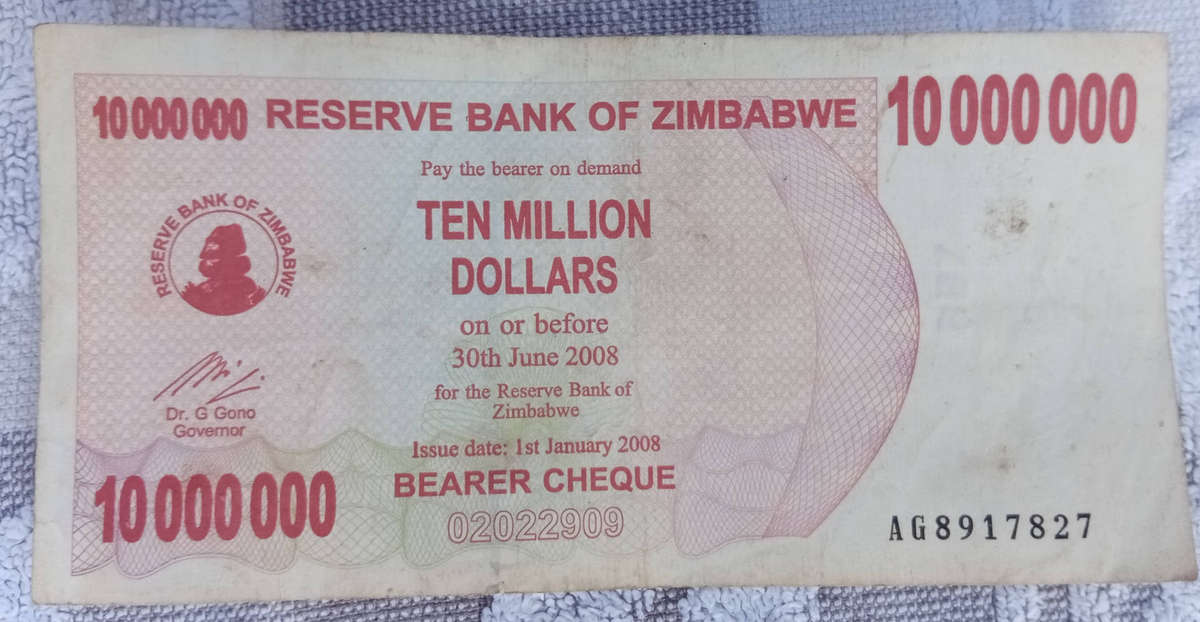 10 000 000 RESERVE BANK OF ZIMBABWE 10 000 000
Pay the bearer on demand
TEN MILLION
DOLLARS
RESERVE BANK OF ZIMBABWE
on or before
30th June 2008
for the Reserve Bank of
Zimbabwe
Dr. G Gono
Governor
Issue date: 1st January 2008
BEARER CHEQUE
10 000 000
02022909
AG8917827